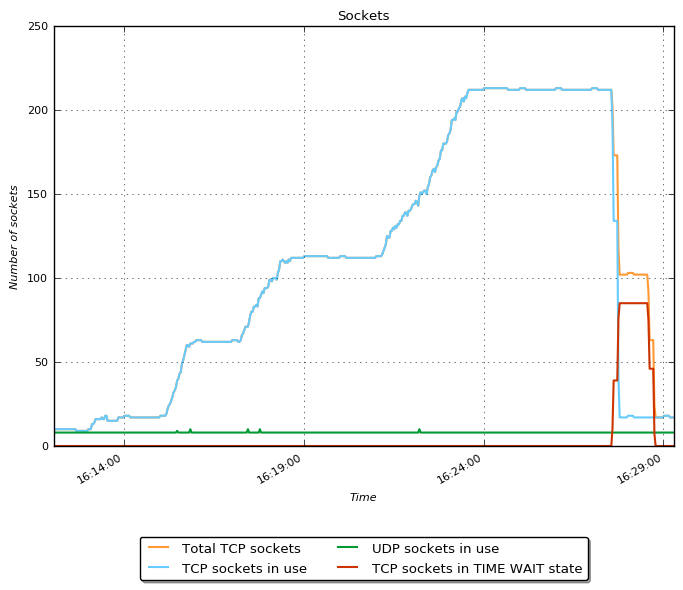 Sockets
250
200
150
100
50
0
Number of sockets
16:14:00
16:19:00
16:24:00
16:29:00
Time
Total TCP sockets
TCP sockets in use
UDP sockets in use
TCP sockets in TIME WAIT state